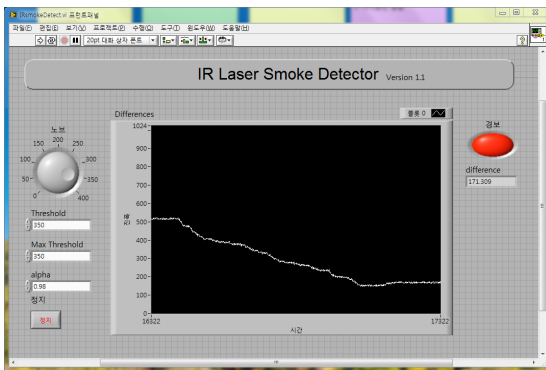 IRsmokeDetect.vi 프런트패널
파일(F) 편집(E) 보기(V) 프로젝트(P) 수행(O) 도구(T) 윈도우(W) 도움말(H)
20pt 대화 상자 폰트
IR Laser Smoke Detector Version 1.1
Differences
플롯 0
경보
difference
171.309
노브
0 50 100 150 200 250 300 350 400
Threshold
350
Max Threshold
350
alpha
0.98
정지
정지
진폭
1024
900
800
700
600
500
400
300
200
100
0
16322
17322
시간